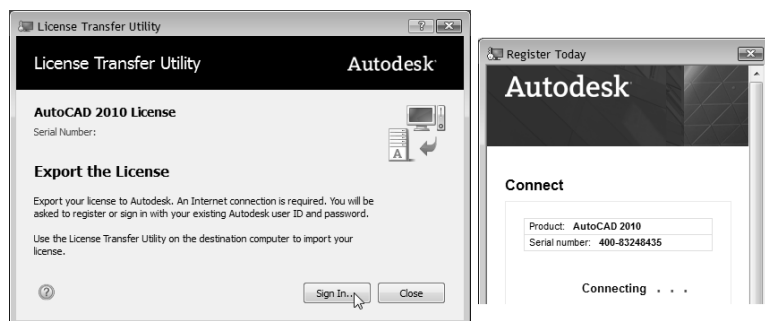 License Transfer Utility
License Transfer Utility
Autodesk
AutoCAD 2010 License
Serial Number:
A
Export the License
Export your license to Autodesk. An Internet connection is required. You will be
asked to register or sign in with your existing Autodesk user ID and password.
Use the License Transfer Utility on the destination computer to import your
license.
?
Sign In...
Close
Register Today
Autodesk
Connect
Product: AutoCAD 2010
Serial number: 400-83248435
Connecting . . .